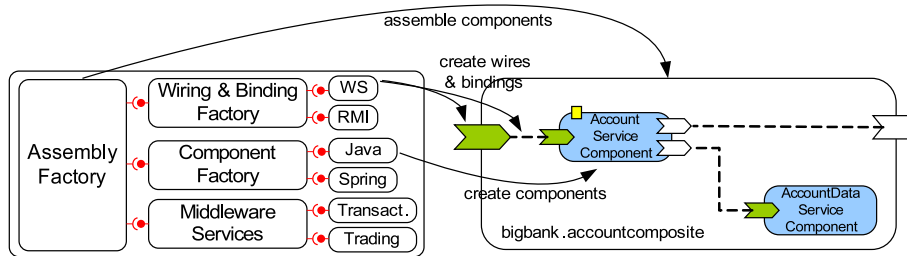 assemble components
create wires
& bindings
Assembly
Factory
Wiring & Binding
Factory
WS
RMI
Component
Factory
Java
Spring
Middleware
Services
Transact.
Trading
create components
Account
Service
Component
AccountData
Service
Component
bigbank.accountcomposite